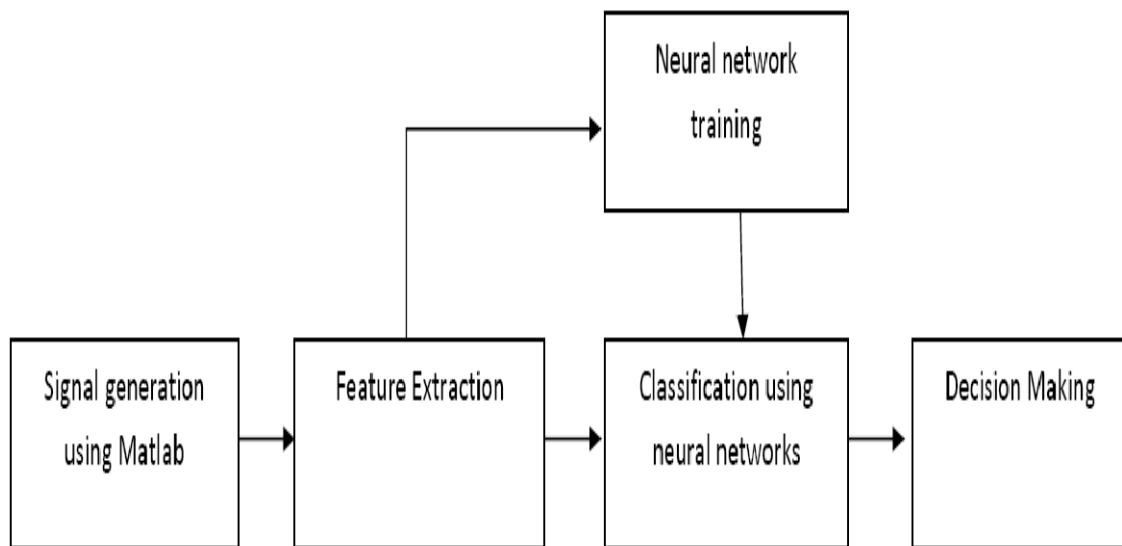 Neural network
training
Signal generation
using Matlab
Feature Extraction
Classification using
neural networks
Decision Making